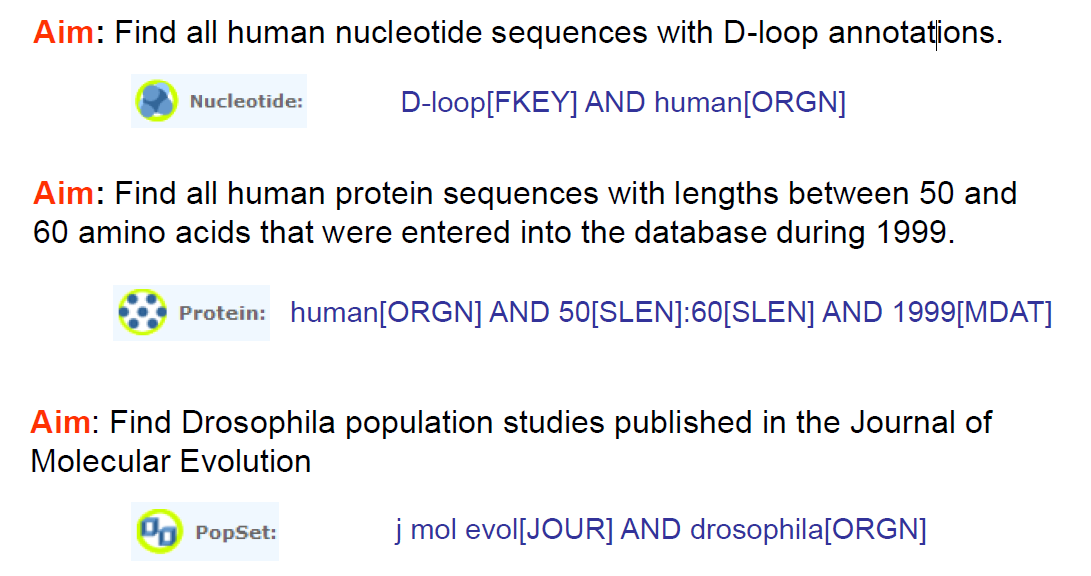 Aim: Find all human nucleotide sequences with D-loop annotations.
Nucleotide: D-loop[FKEY] AND human[ORGN]
Aim: Find all human protein sequences with lengths between 50 and
60 amino acids that were entered into the database during 1999.
Protein: human[ORGN] AND 50[SLEN]:60[SLEN] AND 1999[MDAT]
Aim: Find Drosophila population studies published in the Journal of
Molecular Evolution
PopSet: j mol evol[JOUR] AND drosophila[ORGN]